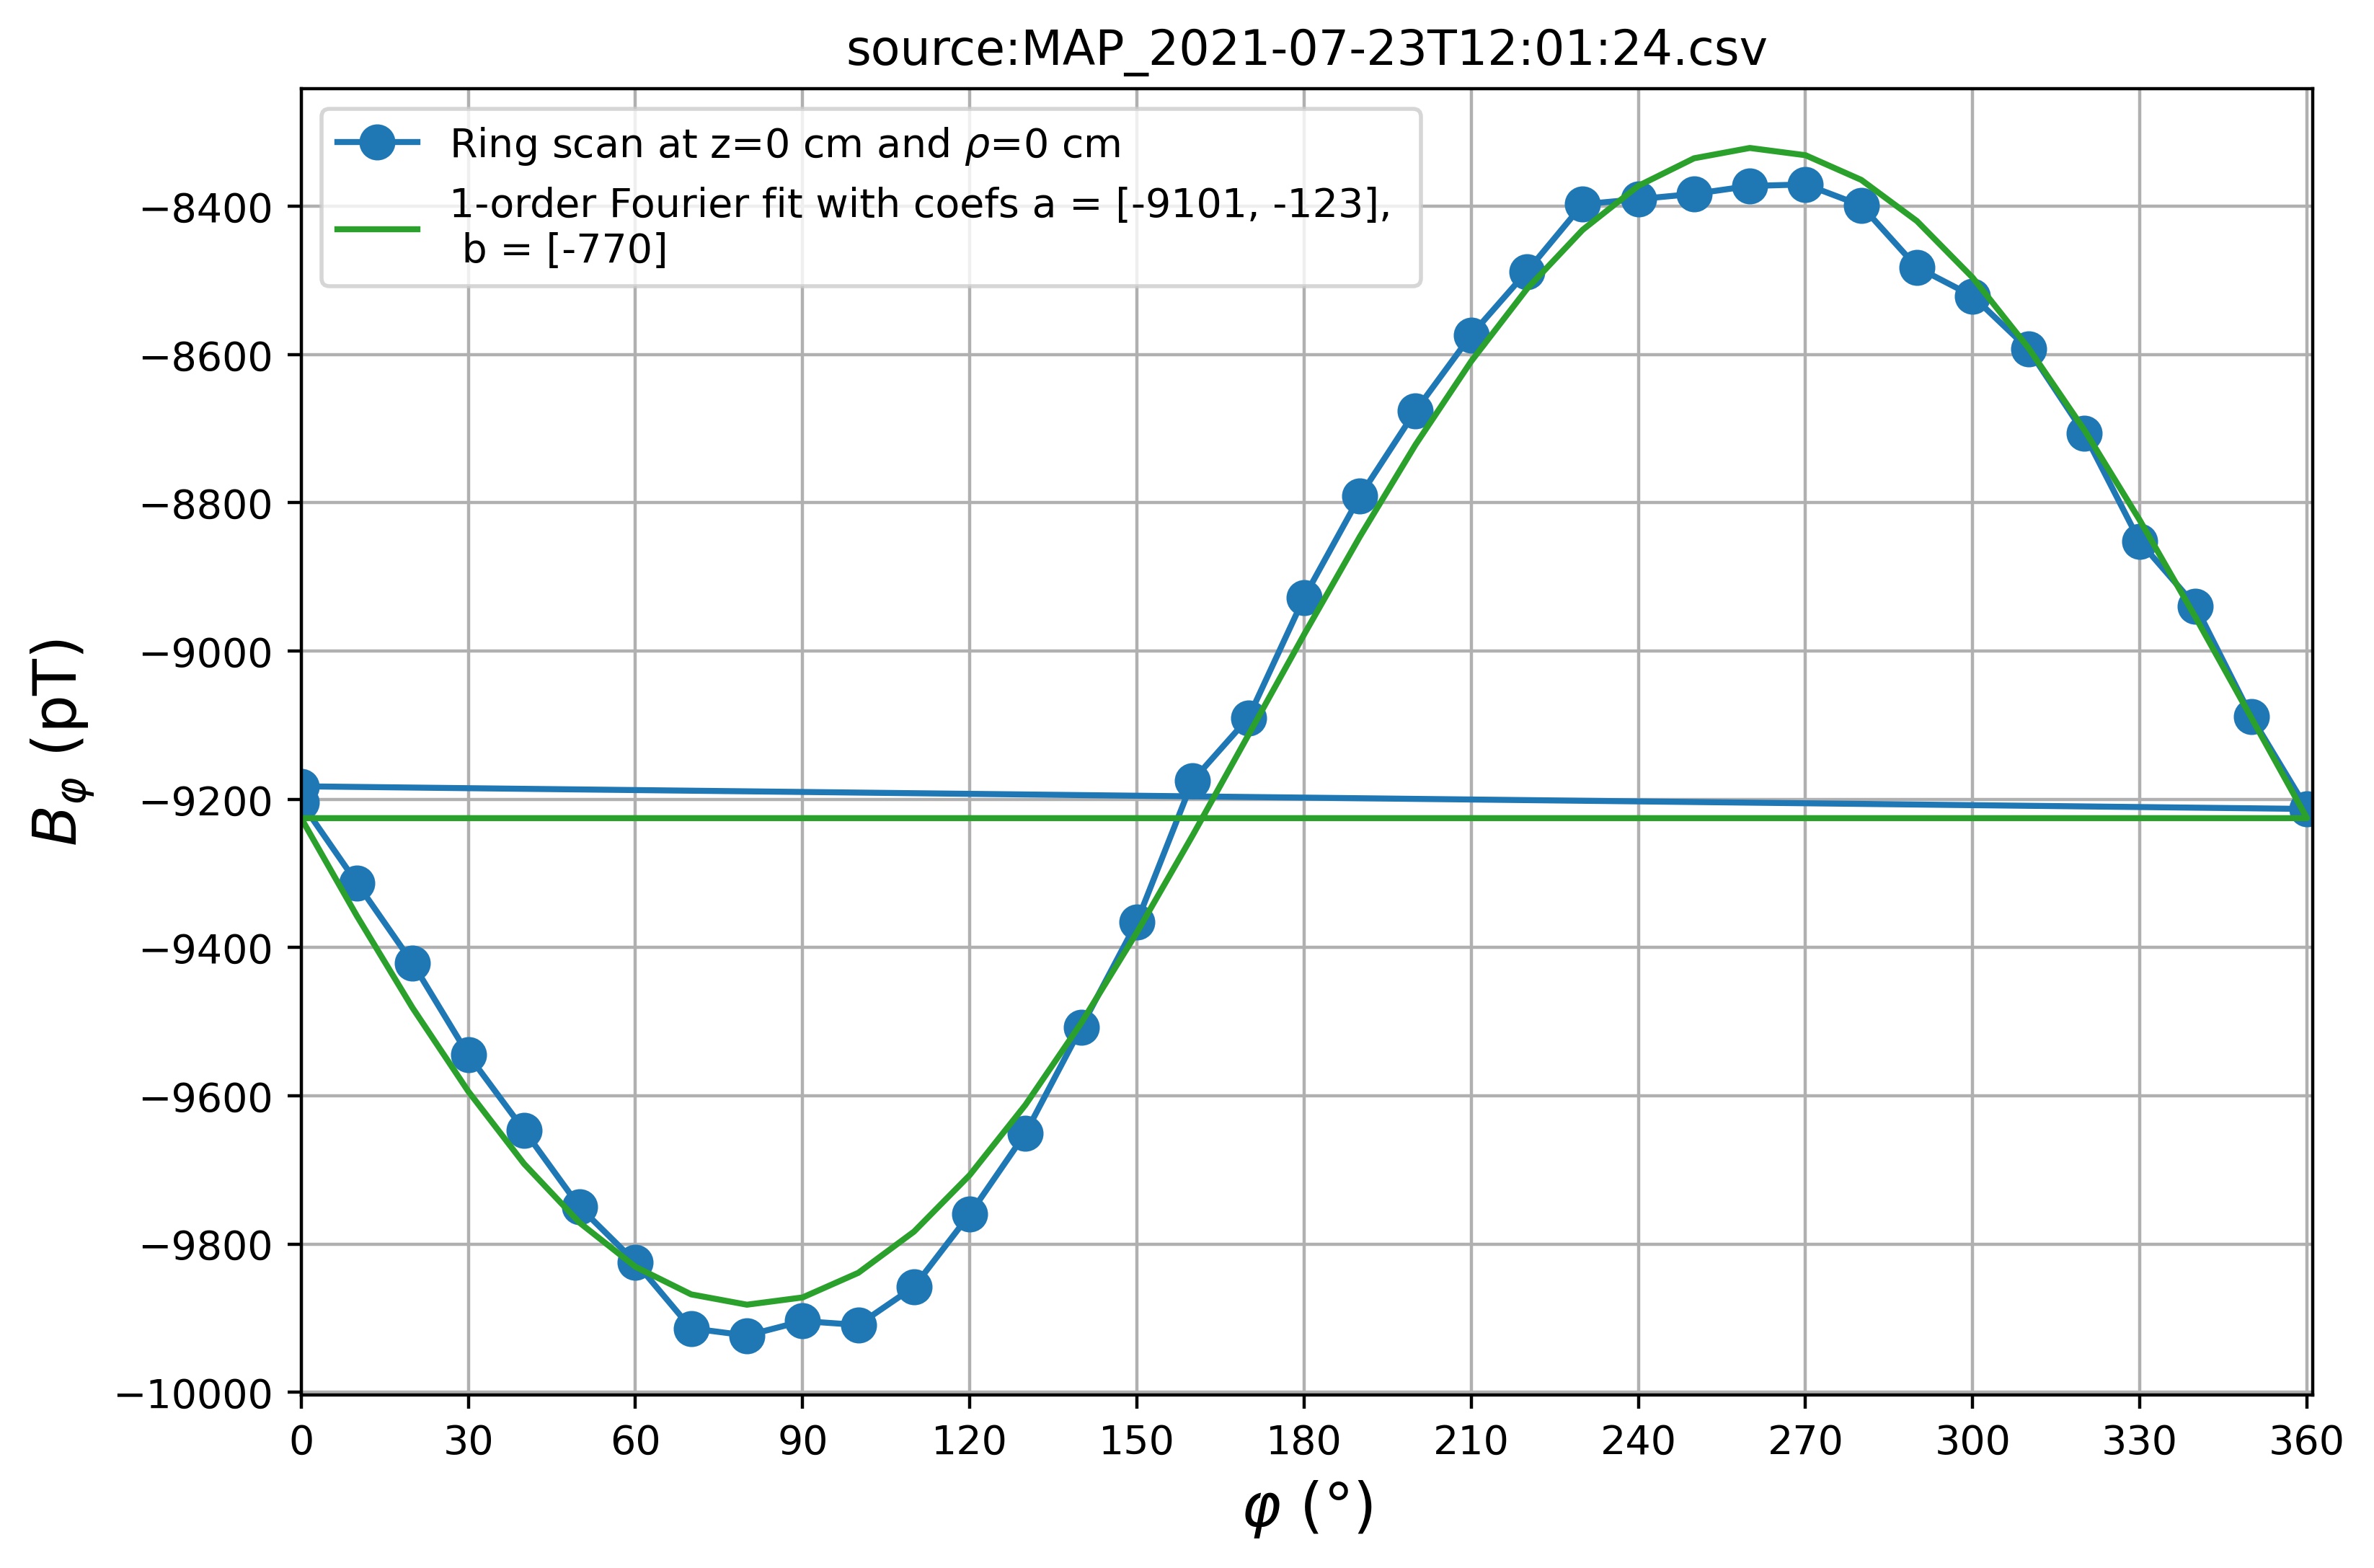 source:MAP_2021-07-23T12:01:24.csv
Ring scan at z=0 cm and ρ=0 cm
1-order Fourier fit with coefs a = [-9101, -123],
b = [-770]
−8400
−8600
−8800
−9000
−9200
−9400
−9600
−9800
−10000
Bφ (pT)
0 30 60 90 120 150 180 210 240 270 300 330 360
φ (°)